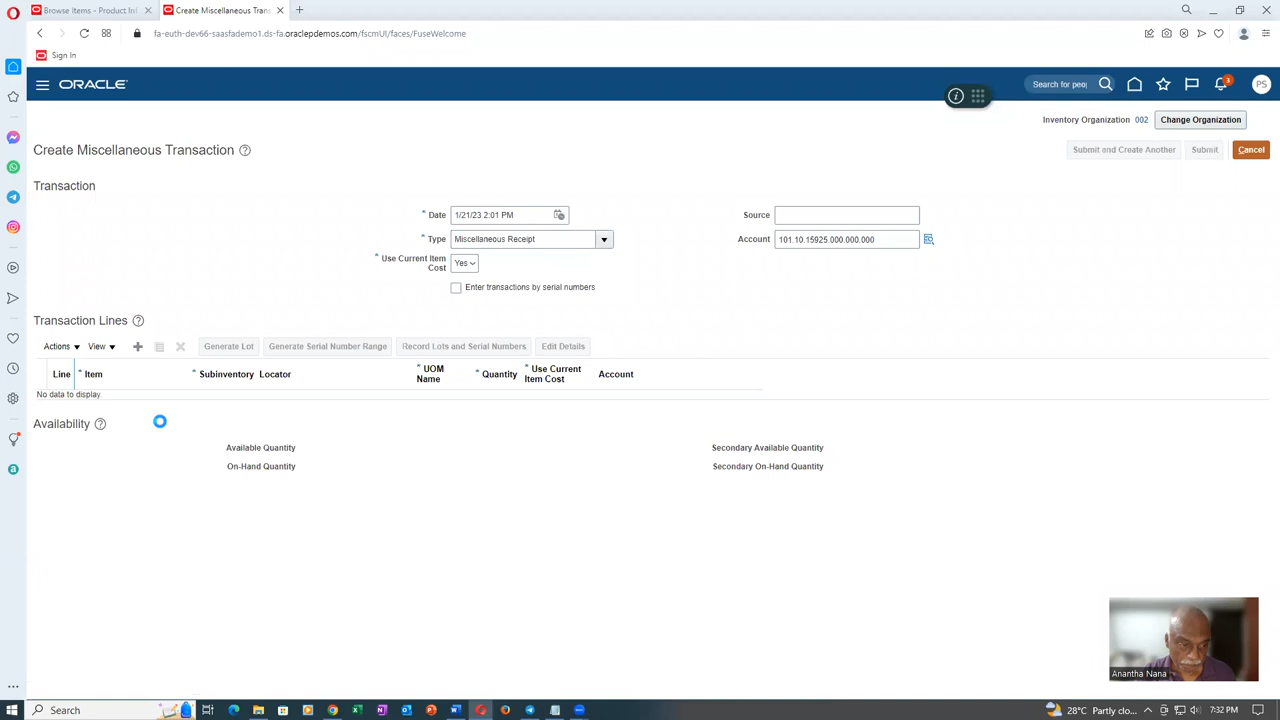 Browse Items - Product Inf
Create Miscellaneous Trans
fa-euth-dev66-saasfademo1.ds-fa.oraclepdemos.com/fscmUI/faces/FuseWelcome
Sign In
ORACLE
Search for peop
3
PS
Inventory Organization 002 Change Organization
Create Miscellaneous Transaction
Submit and Create Another Submit Cancel
Transaction
* Date 1/21/23 2:01 PM
Source
* Type Miscellaneous Receipt
Account 101.10.15925.000.000.000
* Use Current Item Cost Yes
Enter transactions by serial numbers
Transaction Lines
Actions View Generate Lot Generate Serial Number Range Record Lots and Serial Numbers Edit Details
Line * Item * Subinventory Locator * UOM Name * Quantity * Use Current Item Cost Account
No data to display.
Availability
Available Quantity Secondary Available Quantity
On-Hand Quantity Secondary On-Hand Quantity
Anantha Nana
Search
28°C Partly clo...
7:32 PM